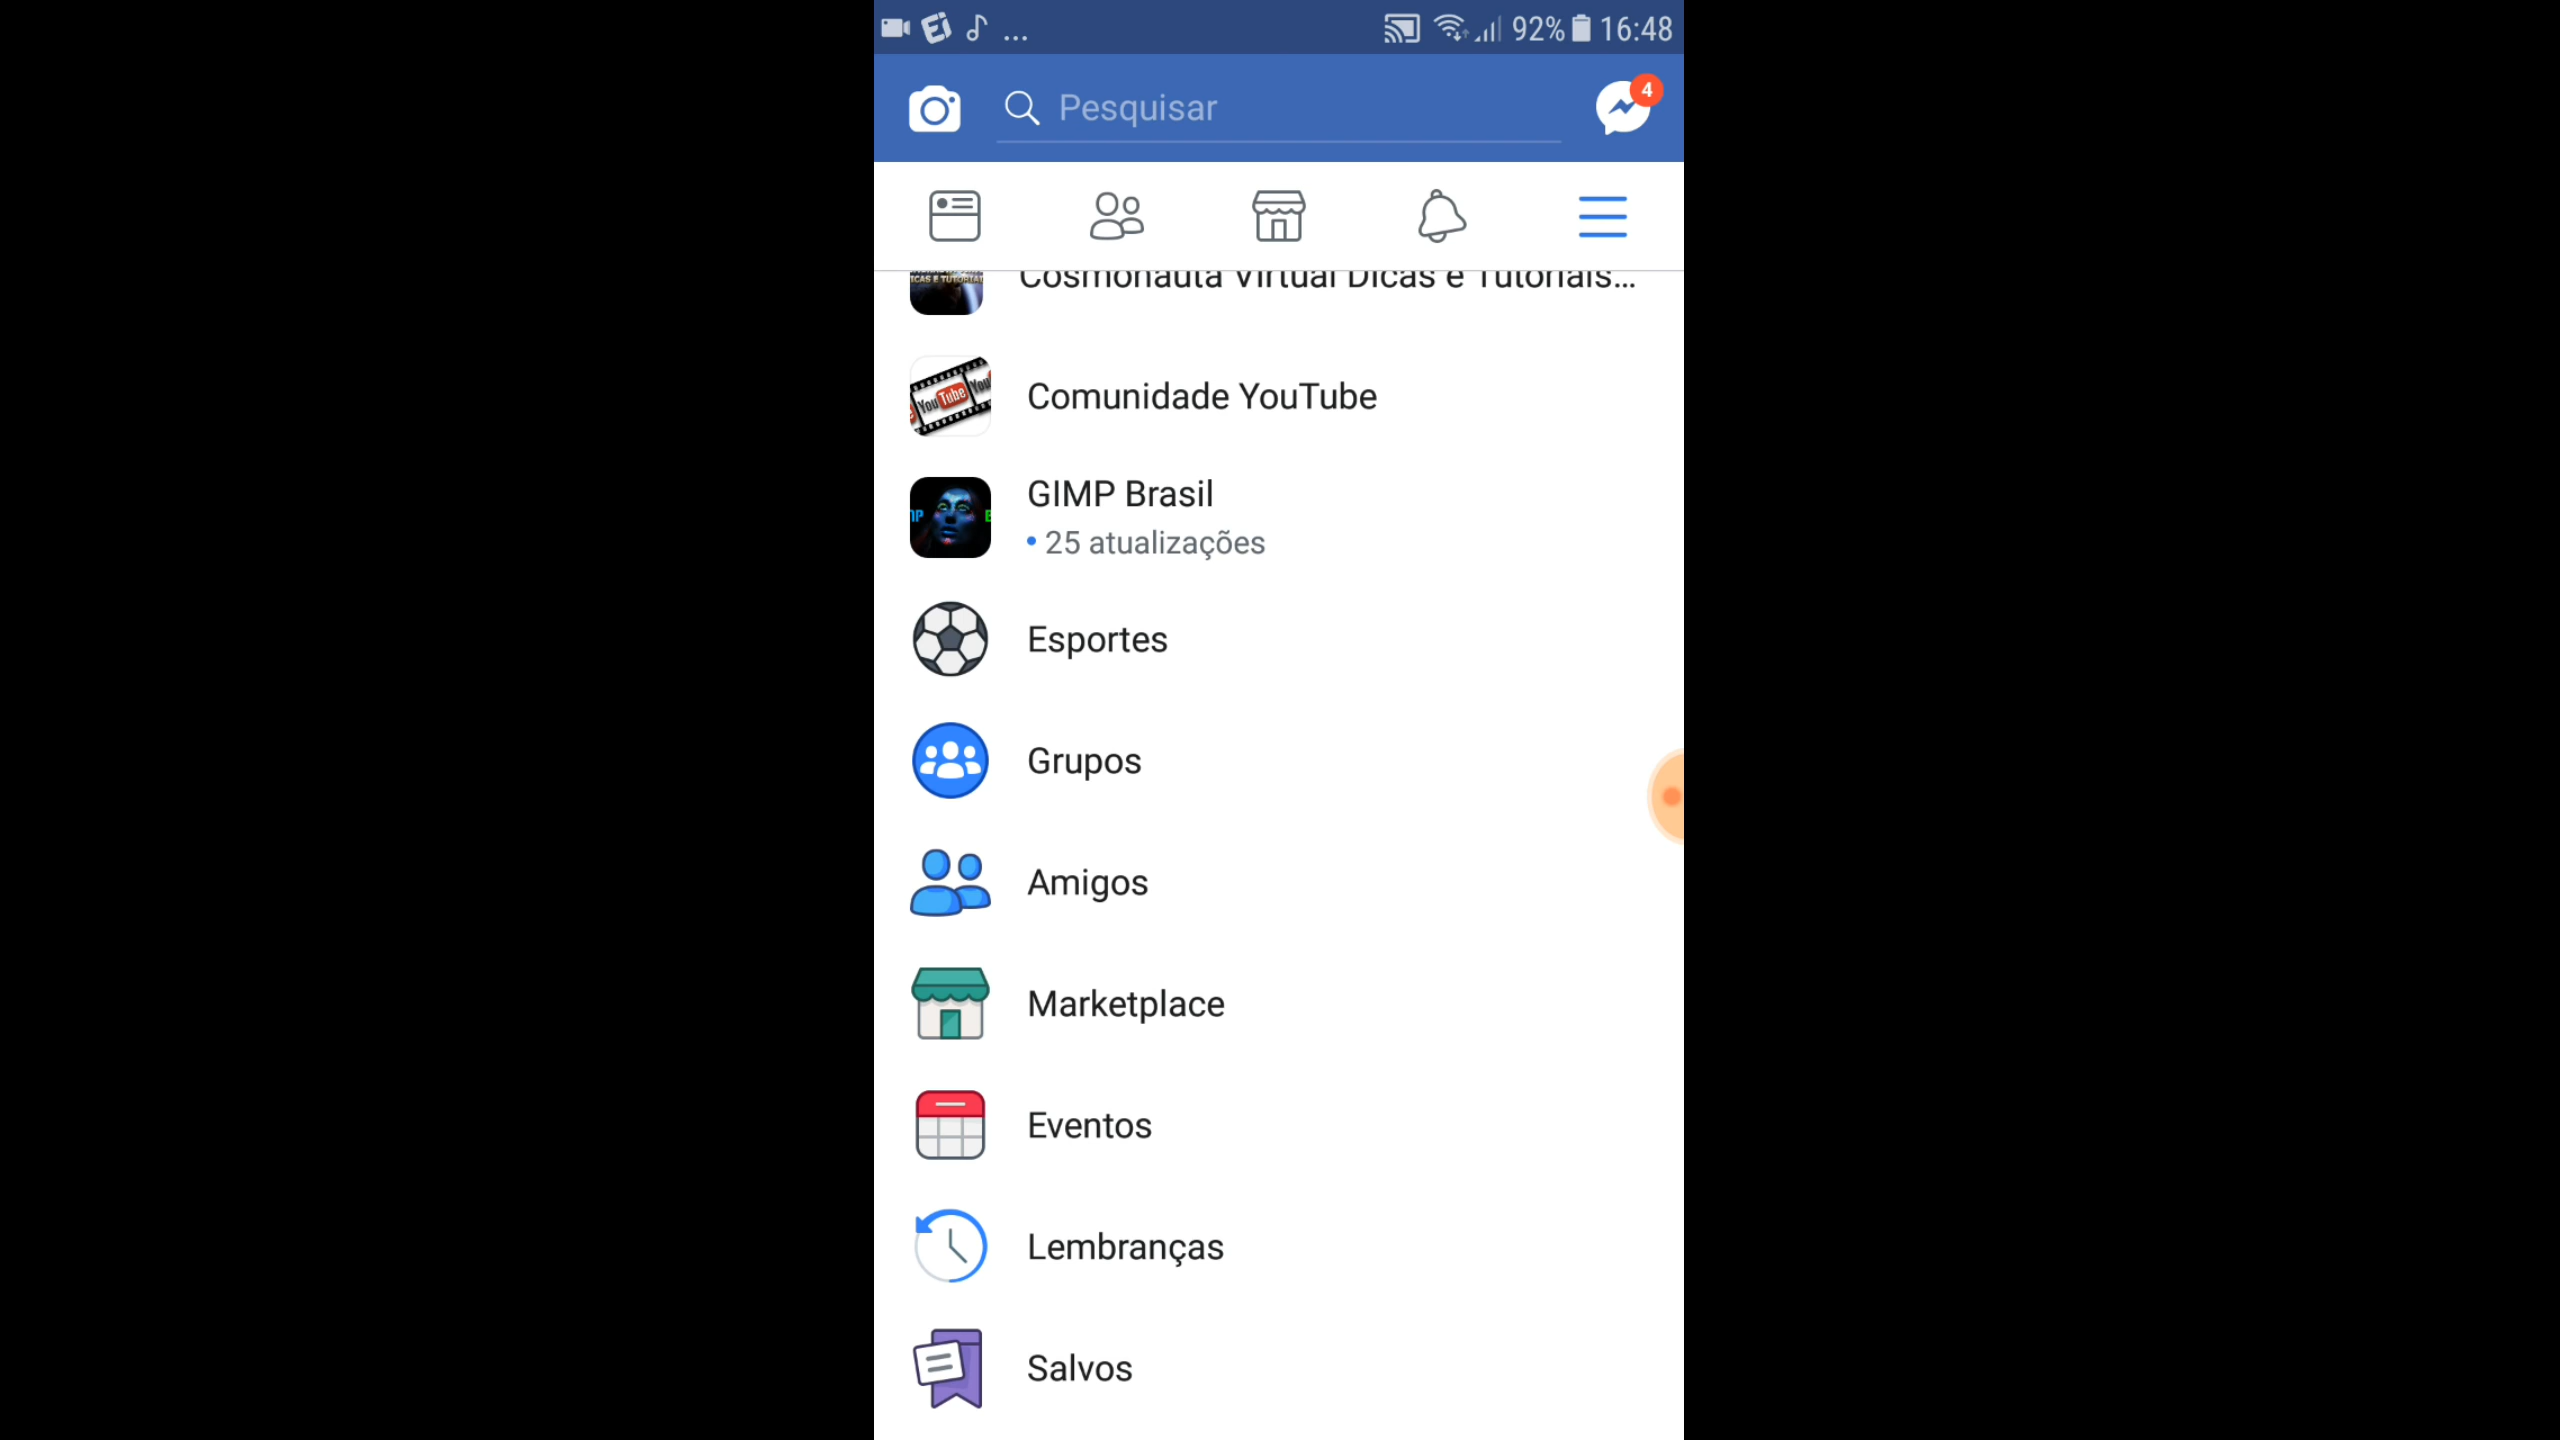 ... 92% 16:48
Pesquisar
4
Cosmonauta Virtual Dicas e Tutoriais...
Comunidade YouTube
GIMP Brasil
• 25 atualizações
Esportes
Grupos
Amigos
Marketplace
Eventos
Lembranças
Salvos